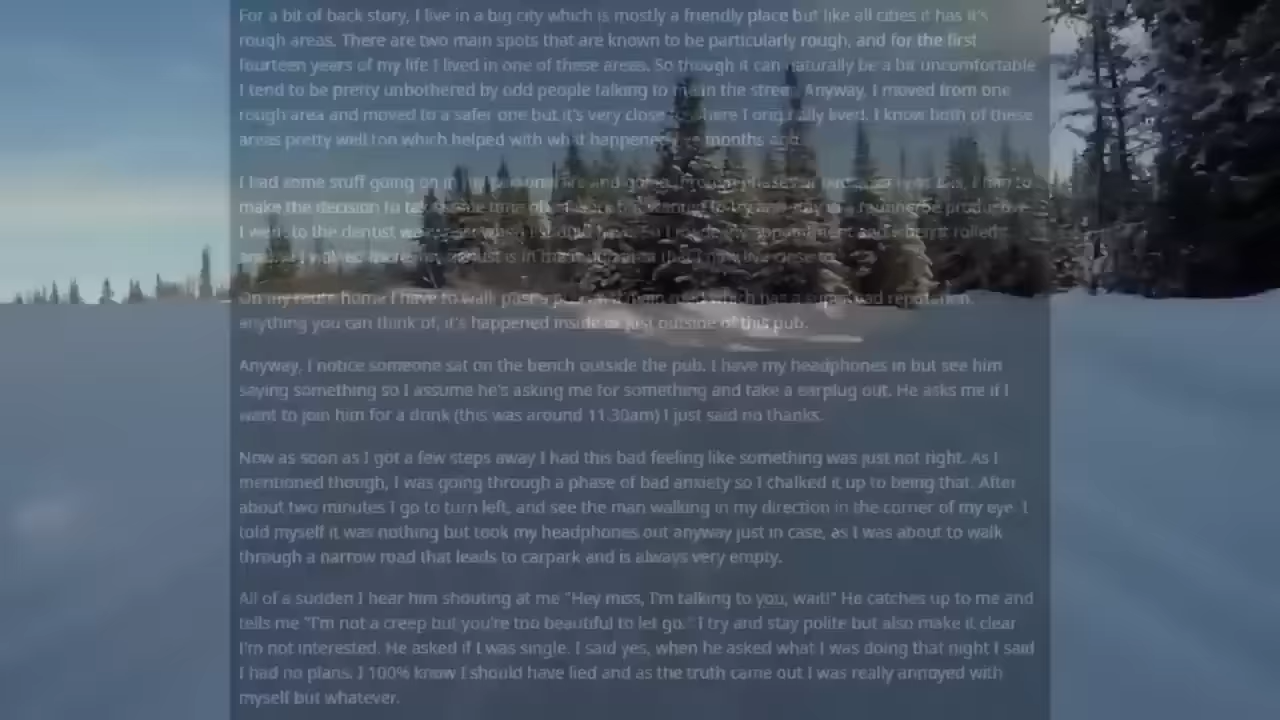 For a bit of back story, I live in a big city which is mostly a friendly place but like all cities it has it's
rough areas. There are two main spots that are known to be particularly rough, and for the first
fourteen years of my life I lived in one of these areas. So though it can naturally be a bit uncomfortable
I tend to be pretty unbothered by odd people talking to me in the street. Anyway, I moved from one
rough area and moved to a safer one but it's very close to where I originally lived. I know both of these
areas pretty well too which helped with what happened months ago.
I had some stuff going on in
make the decision to take some time
I went to the dentist
On my route home I have to walk past a pub which has a bad reputation,
anything you can think of, it's happened inside or just outside of this pub.
Anyway, I notice someone sat on the bench outside the pub. I have my headphones in but see him
saying something so I assume he's asking me for something and take a earplug out. He asks me if I
want to join him for a drink (this was around 11.30am) I just said no thanks.
Now as soon as I got a few steps away I had this bad feeling like something was just not right. As I
mentioned though, I was going through a phase of bad anxiety so I chalked it up to being that. After
about two minutes I go to turn left, and see the man walking in my direction in the corner of my eye. I
told myself it was nothing but took my headphones out anyway just in case, as I was about to walk
through a narrow road that leads to carpark and is always very empty.
All of a sudden I hear him shouting at me "Hey miss, I'm talking to you, wait!" He catches up to me and
tells me "I'm not a creep but you're too beautiful to let go." I try and stay polite but also make it clear
I'm not interested. He asked if I was single. I said yes, when he asked what I was doing that night I said
I had no plans. I 100% know I should have lied and as the truth came out I was really annoyed with
myself but whatever.